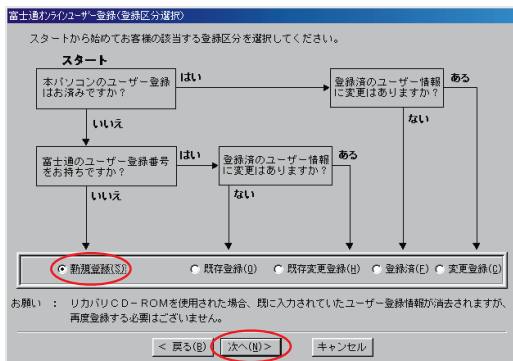 富士通オンラインユーザー登録(登録区分選択)
スタートから始めてお客様の該当する登録区分を選択してください。
スタート
本パソコンのユーザー登録
はお済みですか？
はい
登録済のユーザー情報
に変更はありますか？
ある
いいえ
ない
富士通のユーザー登録番号
をお持ちですか？
はい
登録済のユーザー情報
に変更はありますか？
ある
いいえ
ない
新規登録(S) 既存登録(O) 既存変更登録(H) 登録済(F) 変更登録(C)
お願い ： リカバリＣＤ－ＲＯＭを使用された場合、既に入力されていたユーザー登録情報が消去されますが、
再度登録する必要はございません。
< 戻る(B) 次へ(N) > キャンセル